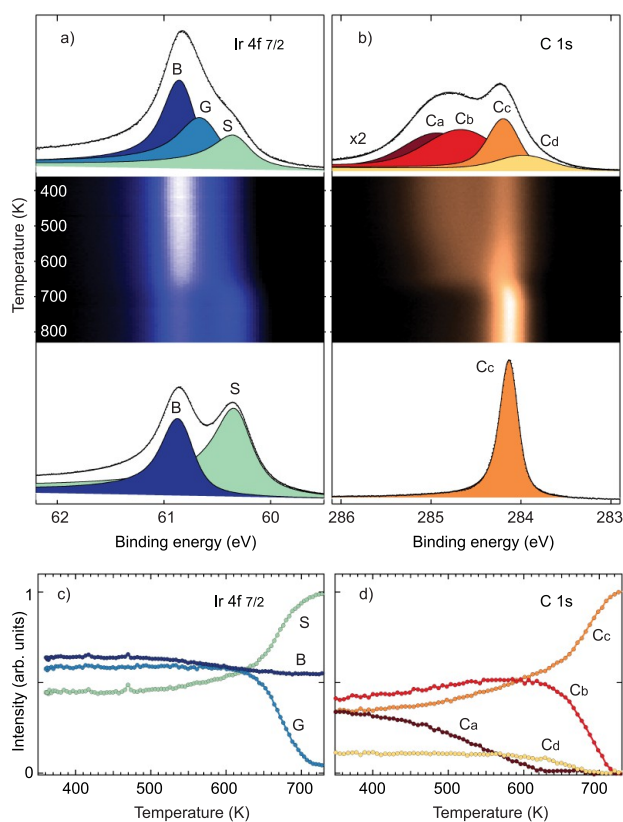 a) Ir 4f 7/2
B
G
S
b) C 1s
x2
Ca
Cb
Cc
Cd
Temperature (K)
400
500
600
700
800
B
S
Cc
62 61 60
Binding energy (eV)
286 285 284 283
Binding energy (eV)
c) Ir 4f 7/2
Intensity (arb. units)
1
0
S
B
G
400 500 600 700
Temperature (K)
d) C 1s
Cc
Cb
Ca
Cd
400 500 600 700
Temperature (K)